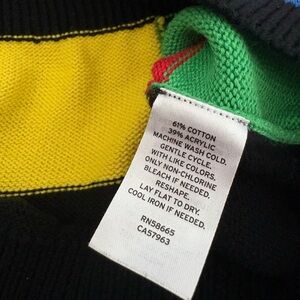 61% COTTON
39% ACRYLIC
MACHINE WASH COLD.
GENTLE CYCLE.
WITH LIKE COLORS,
ONLY NON-CHLORINE
BLEACH IF NEEDED.
RESHAPE.
LAY FLAT TO DRY.
COOL IRON IF NEEDED.
RN58665
CA57963